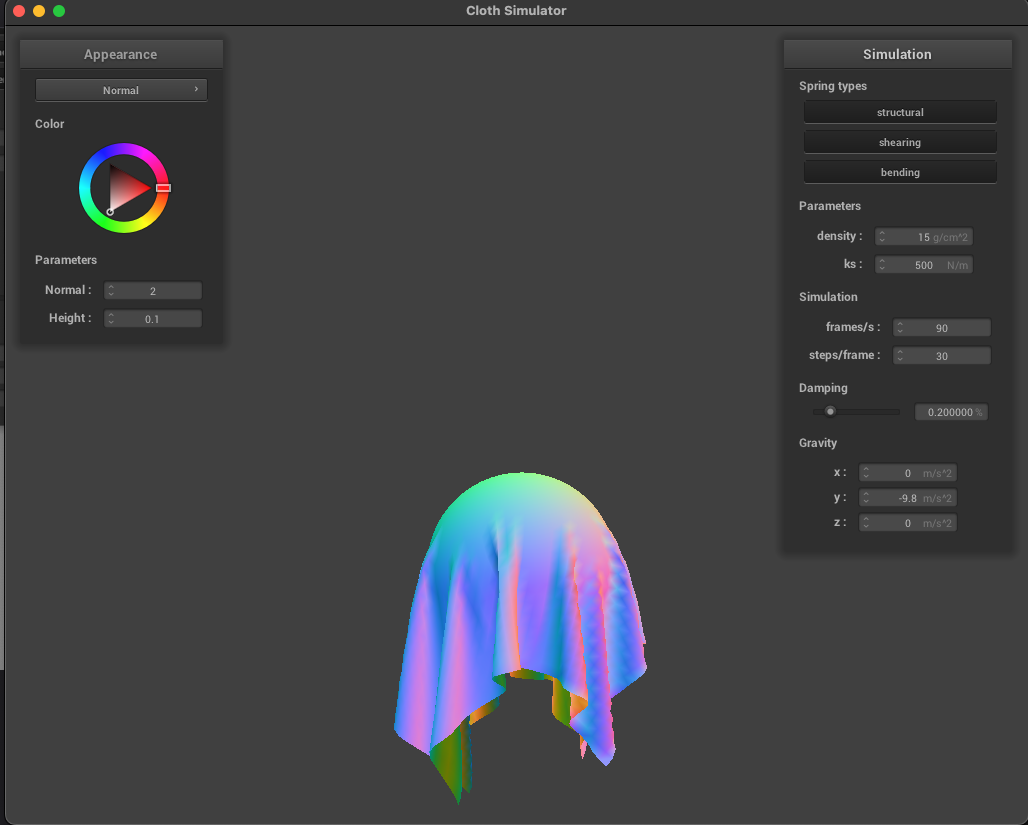 Cloth Simulator
Appearance
Normal
Color
Parameters
Normal : 2
Height : 0.1
Simulation
Spring types
structural
shearing
bending
Parameters
density : 15 g/cm^2
ks : 500 N/m
Simulation
frames/s : 90
steps/frame : 30
Damping
0.200000 %
Gravity
x : 0 m/s^2
y : -9.8 m/s^2
z : 0 m/s^2